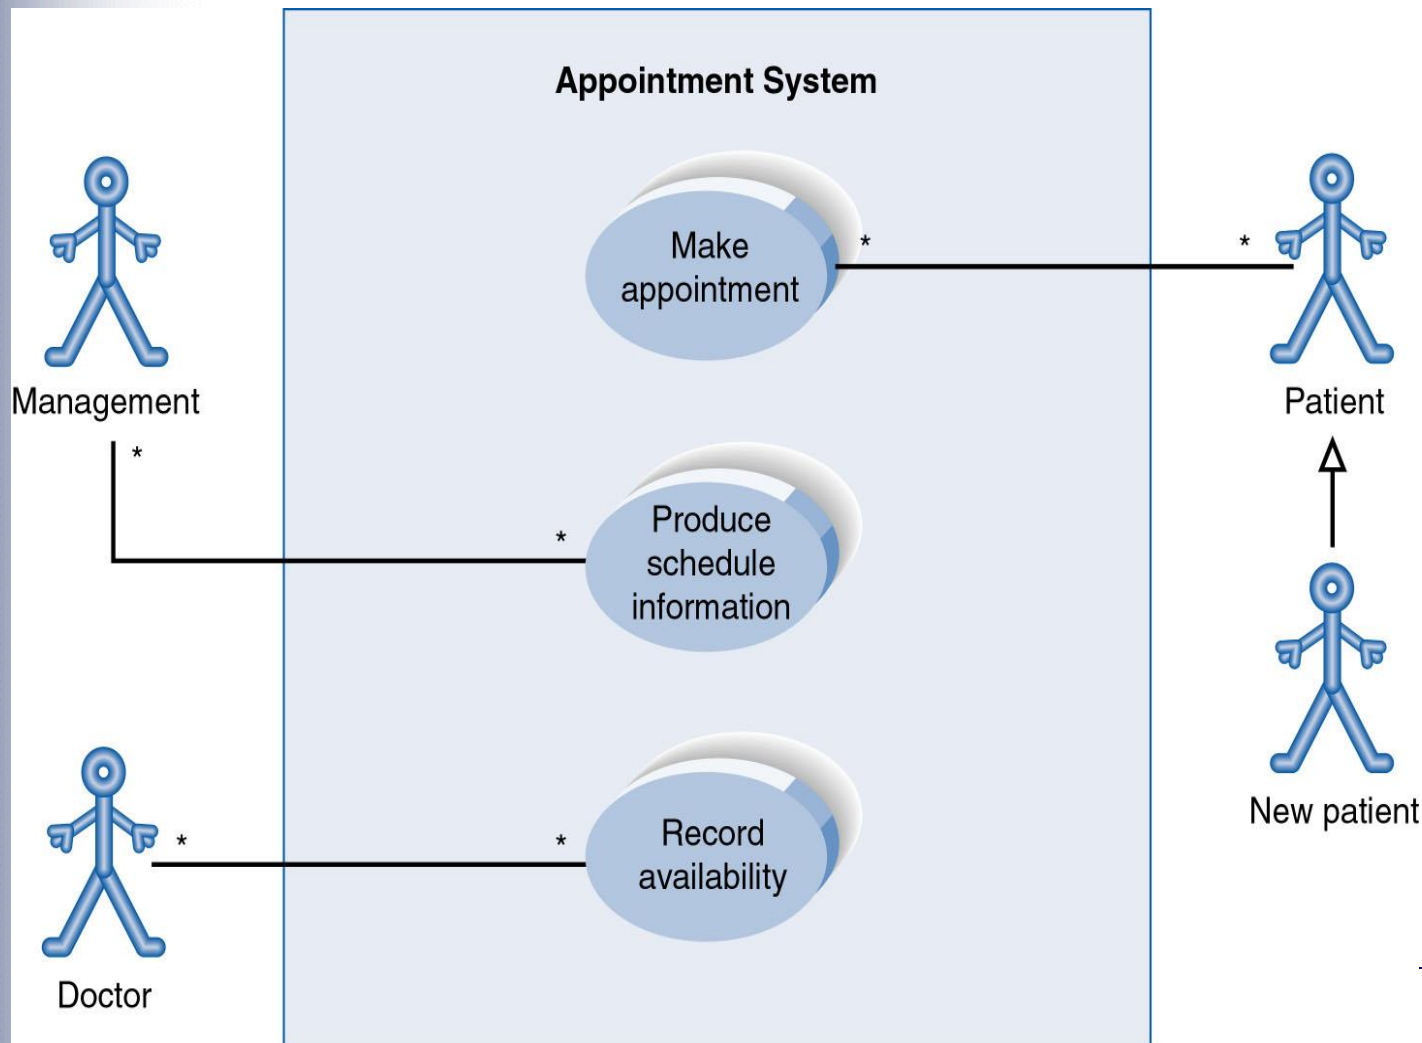 Appointment System
Make
appointment
*
*
Management
*
Patient
Produce
schedule
information
*
New patient
Record
availability
*
*
Doctor